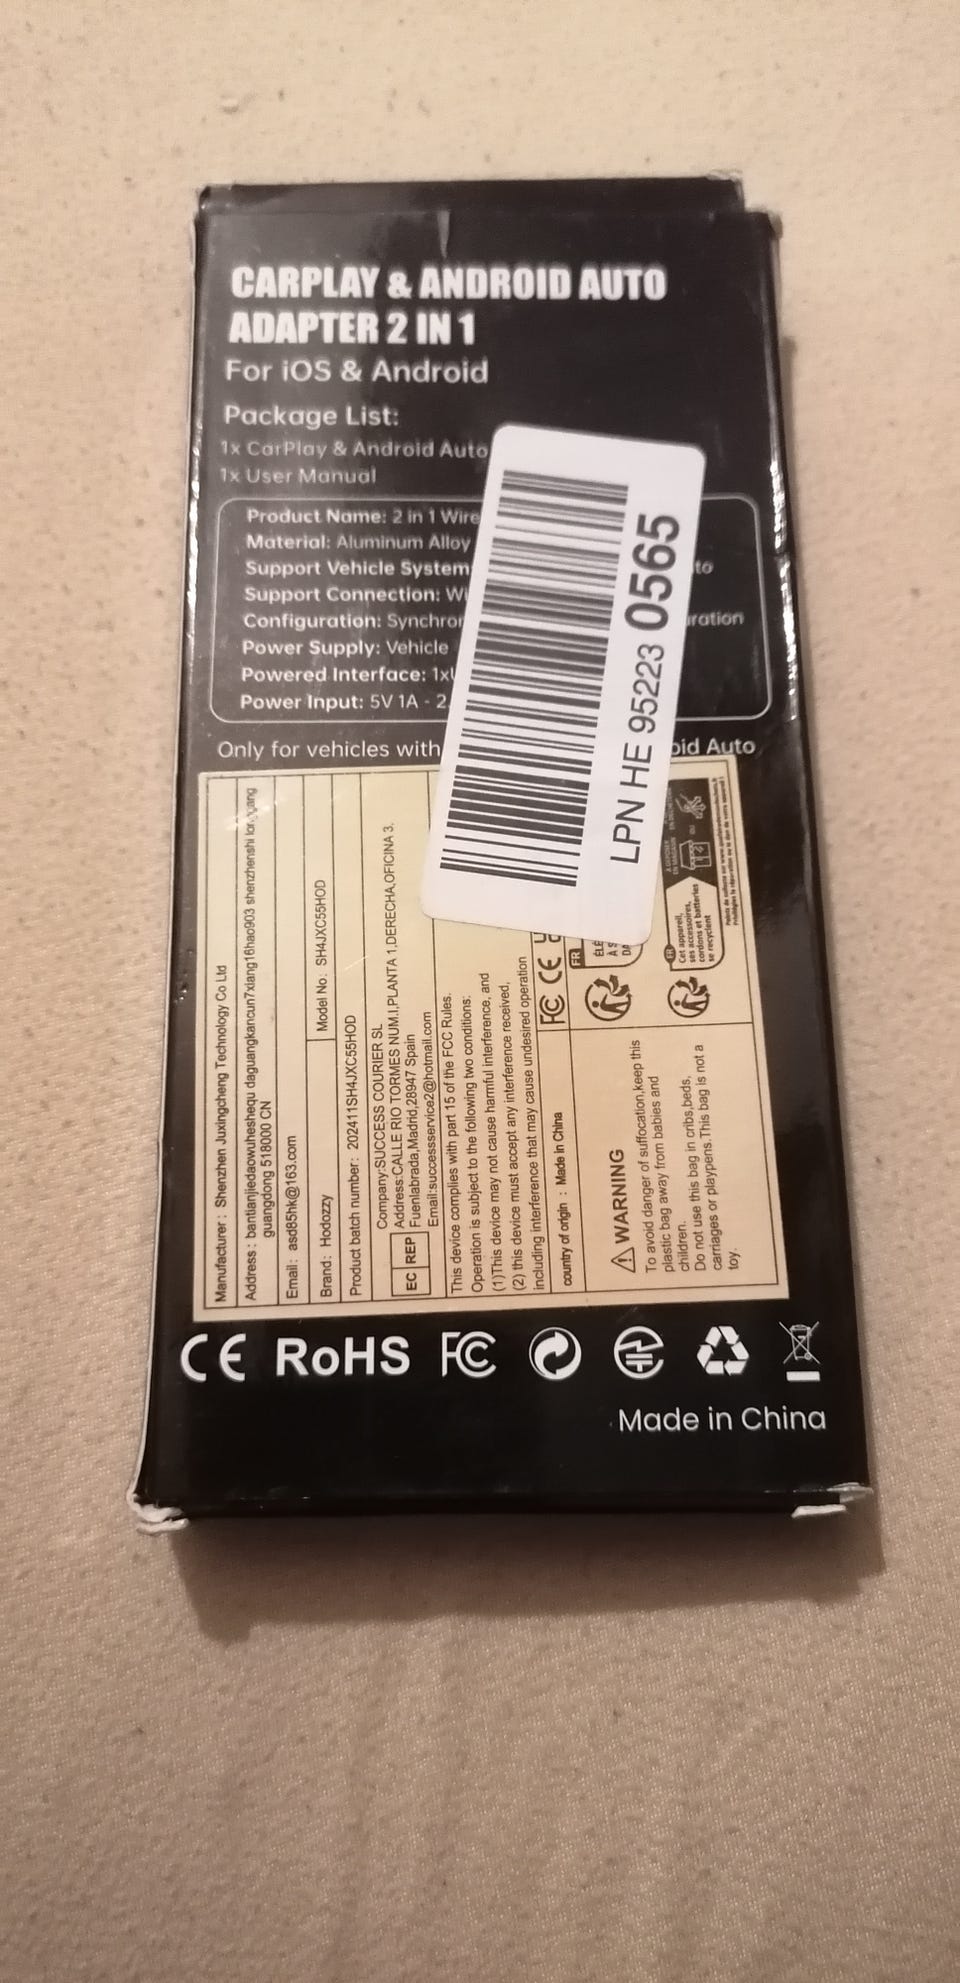 CARPLAY & ANDROID AUTO
ADAPTER 2 IN 1
For iOS & Android
Package List:
1x CarPlay & Android Auto
1x User Manual
Product Name: 2 in 1 Wire
Material: Aluminum Alloy
Support Vehicle System:
to
Support Connection:
Configuration:
Power Supply: Vehicle
Powered Interface:
Power Input: 5V 1A -
Only for vehicles with
Auto
LPN HE 95223 0565
Manufacturer : Shenzhen Juxingcheng Technology Co Ltd
Address : bantianjiedaowuheshequ daguangkancun7xiang16hao903 shenzhenshi longgang
guangdong 518000 CN
Email : asd85hk@163.com
Brand: Hodozzy
Model No: SH4JXC55HOD
Product batch number: 202411SH4JXC55HOD
EC REP
Company:SUCCESS COURIER SL
Address:CALLE RIO TORMES NUM.I,PLANTA 1,DERECHA,OFICINA 3,
Fuenlabrada,Madrid,28947 Spain
Email:successservice2@hotmail.com
This device complies with part 15 of the FCC Rules.
Operation is subject to the following two conditions:
(1)This device may not cause harmful interference, and
(2) this device must accept any interference received,
including interference that may cause undesired operation
country of origin : Made in China
FC CE
WARNING
To avoid danger of suffocation,keep this
plastic bag away from babies and
children.
Do not use this bag in cribs,beds,
carriages or playpens.This bag is not a
toy.
FR
FR
Cet appareil,
ses accessoires,
cordons et batteries
se recyclent
CE RoHS FC
Made in China